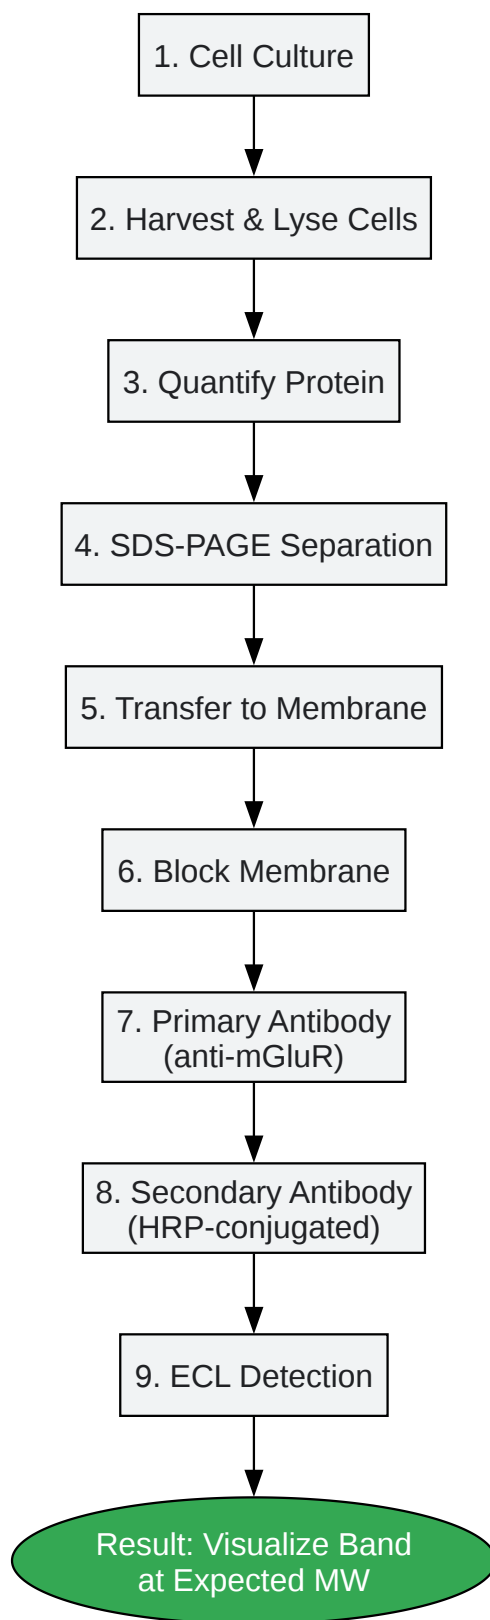 1. Cell Culture
2. Harvest & Lyse Cells
3. Quantify Protein
4. SDS-PAGE Separation
5. Transfer to Membrane
6. Block Membrane
7. Primary Antibody
(anti-mGluR)
8. Secondary Antibody
(HRP-conjugated)
9. ECL Detection
Result: Visualize Band
at Expected MW